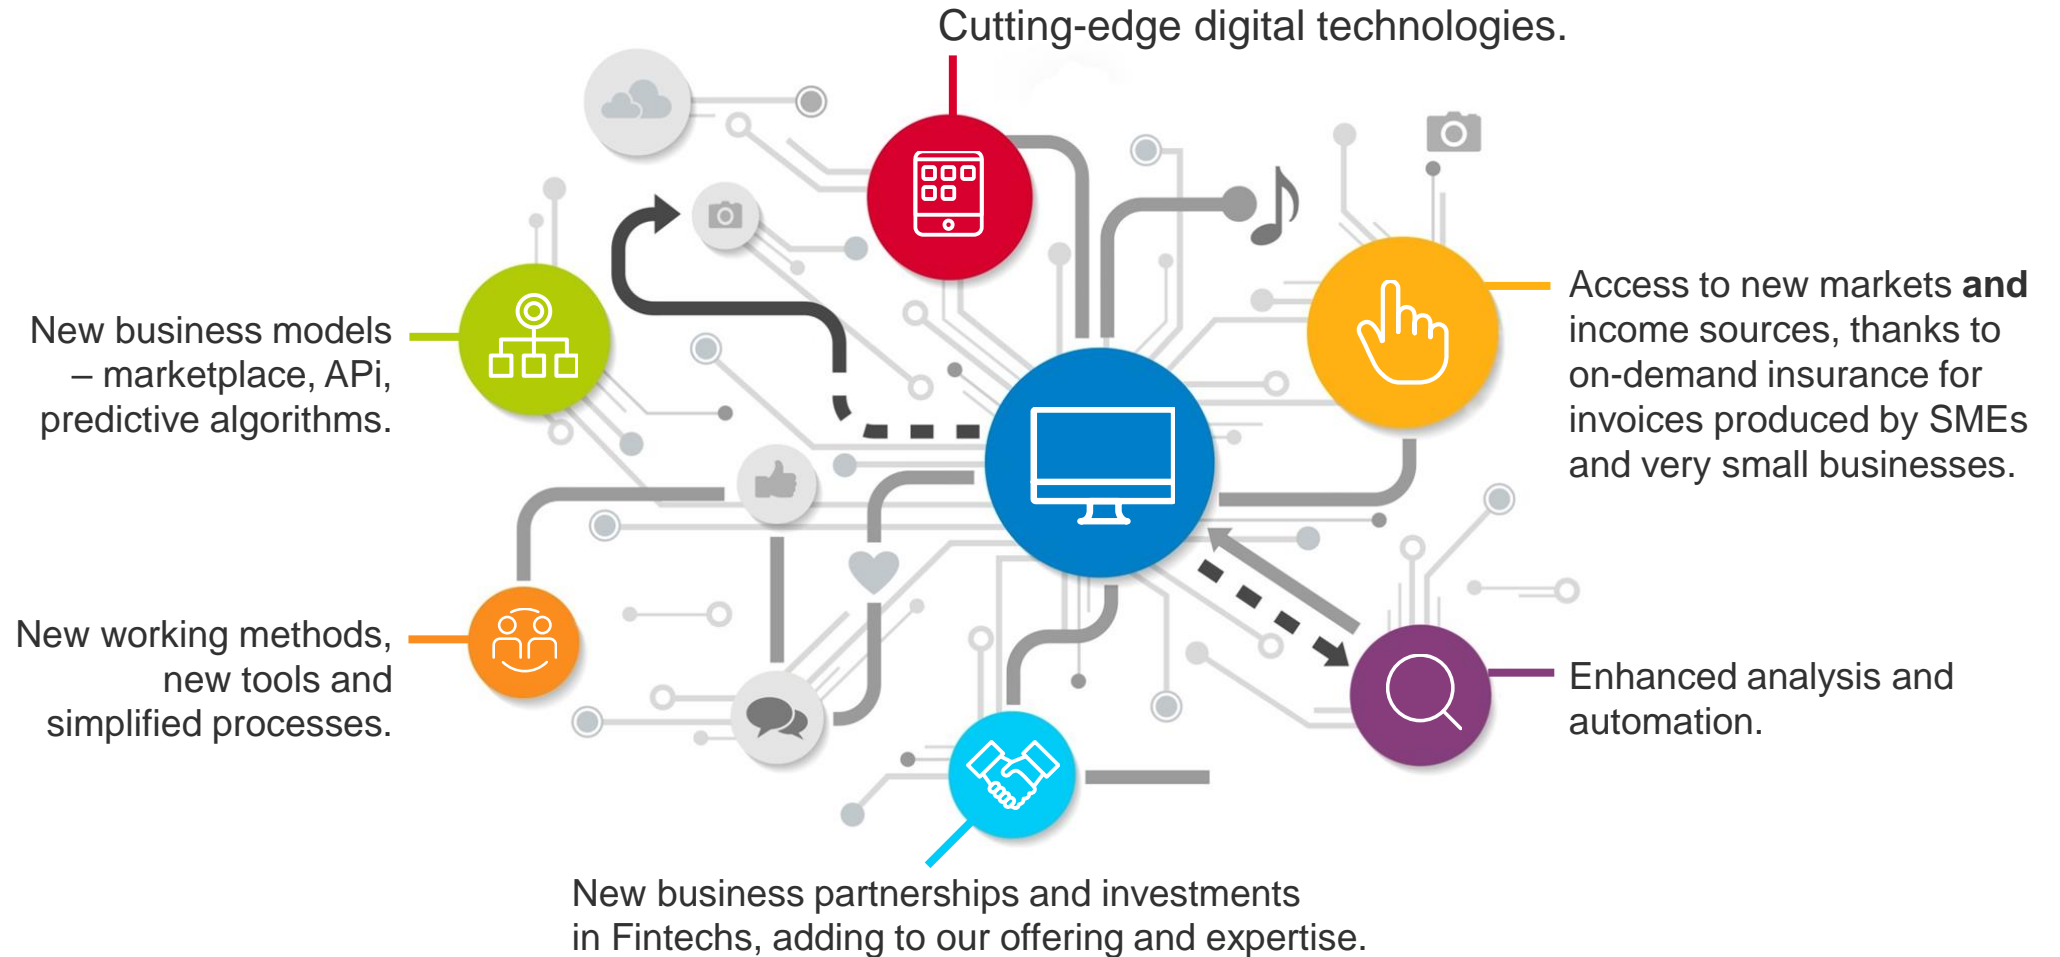 Cutting-edge digital technologies.
New business models
– marketplace, APi,
predictive algorithms.
Access to new markets and
income sources, thanks to
on-demand insurance for
invoices produced by SMEs
and very small businesses.
New working methods,
new tools and
simplified processes.
Enhanced analysis and
automation.
New business partnerships and investments
in Fintechs, adding to our offering and expertise.